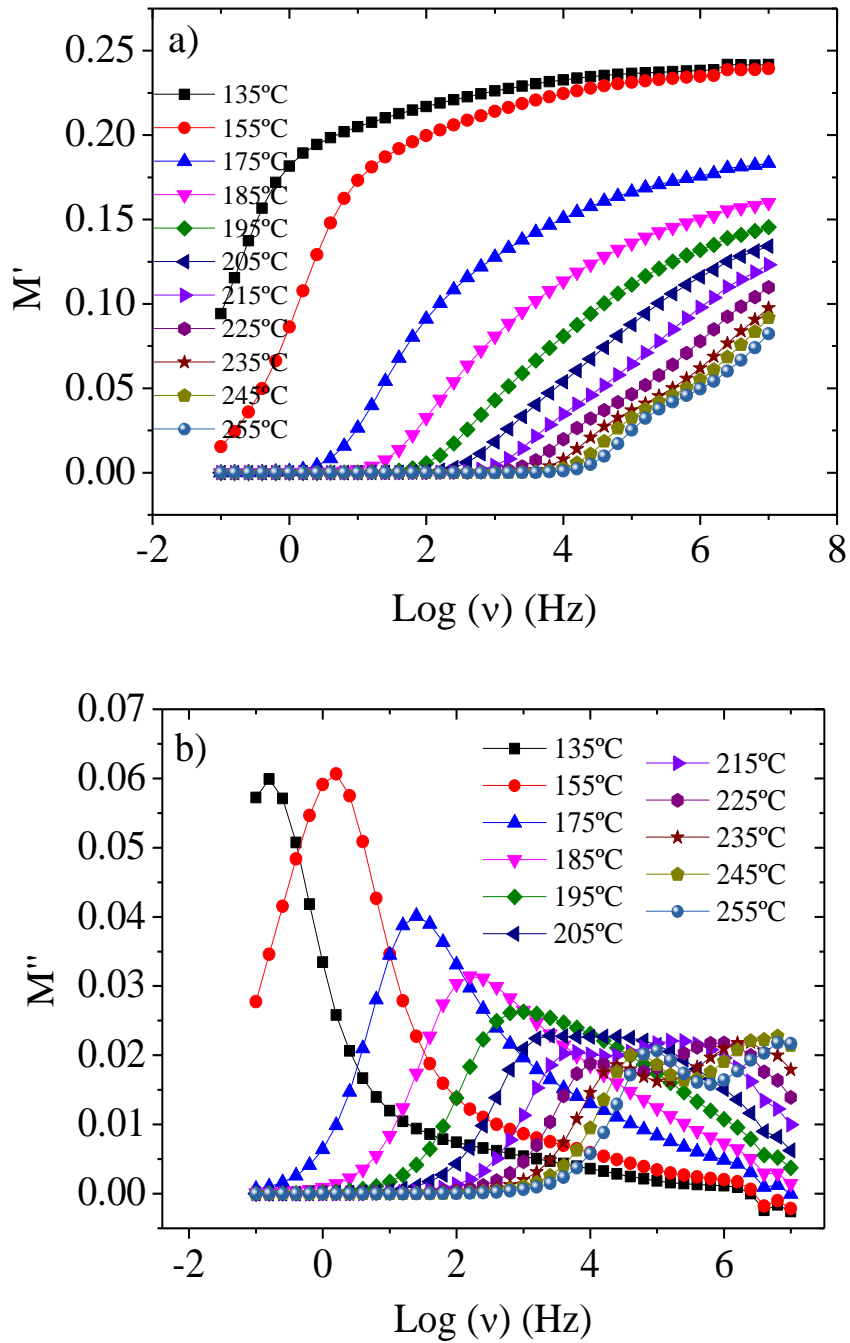 a)
0.25
0.20
0.15
0.10
0.05
0.00
M'
135ºC
155ºC
175ºC
185ºC
195ºC
205ºC
215ºC
225ºC
235ºC
245ºC
255ºC
-2 0 2 4 6 8
Log (ν) (Hz)
b)
0.07
0.06
0.05
0.04
0.03
0.02
0.01
0.00
M"
135ºC
155ºC
175ºC
185ºC
195ºC
205ºC
215ºC
225ºC
235ºC
245ºC
255ºC
-2 0 2 4 6
Log (ν) (Hz)